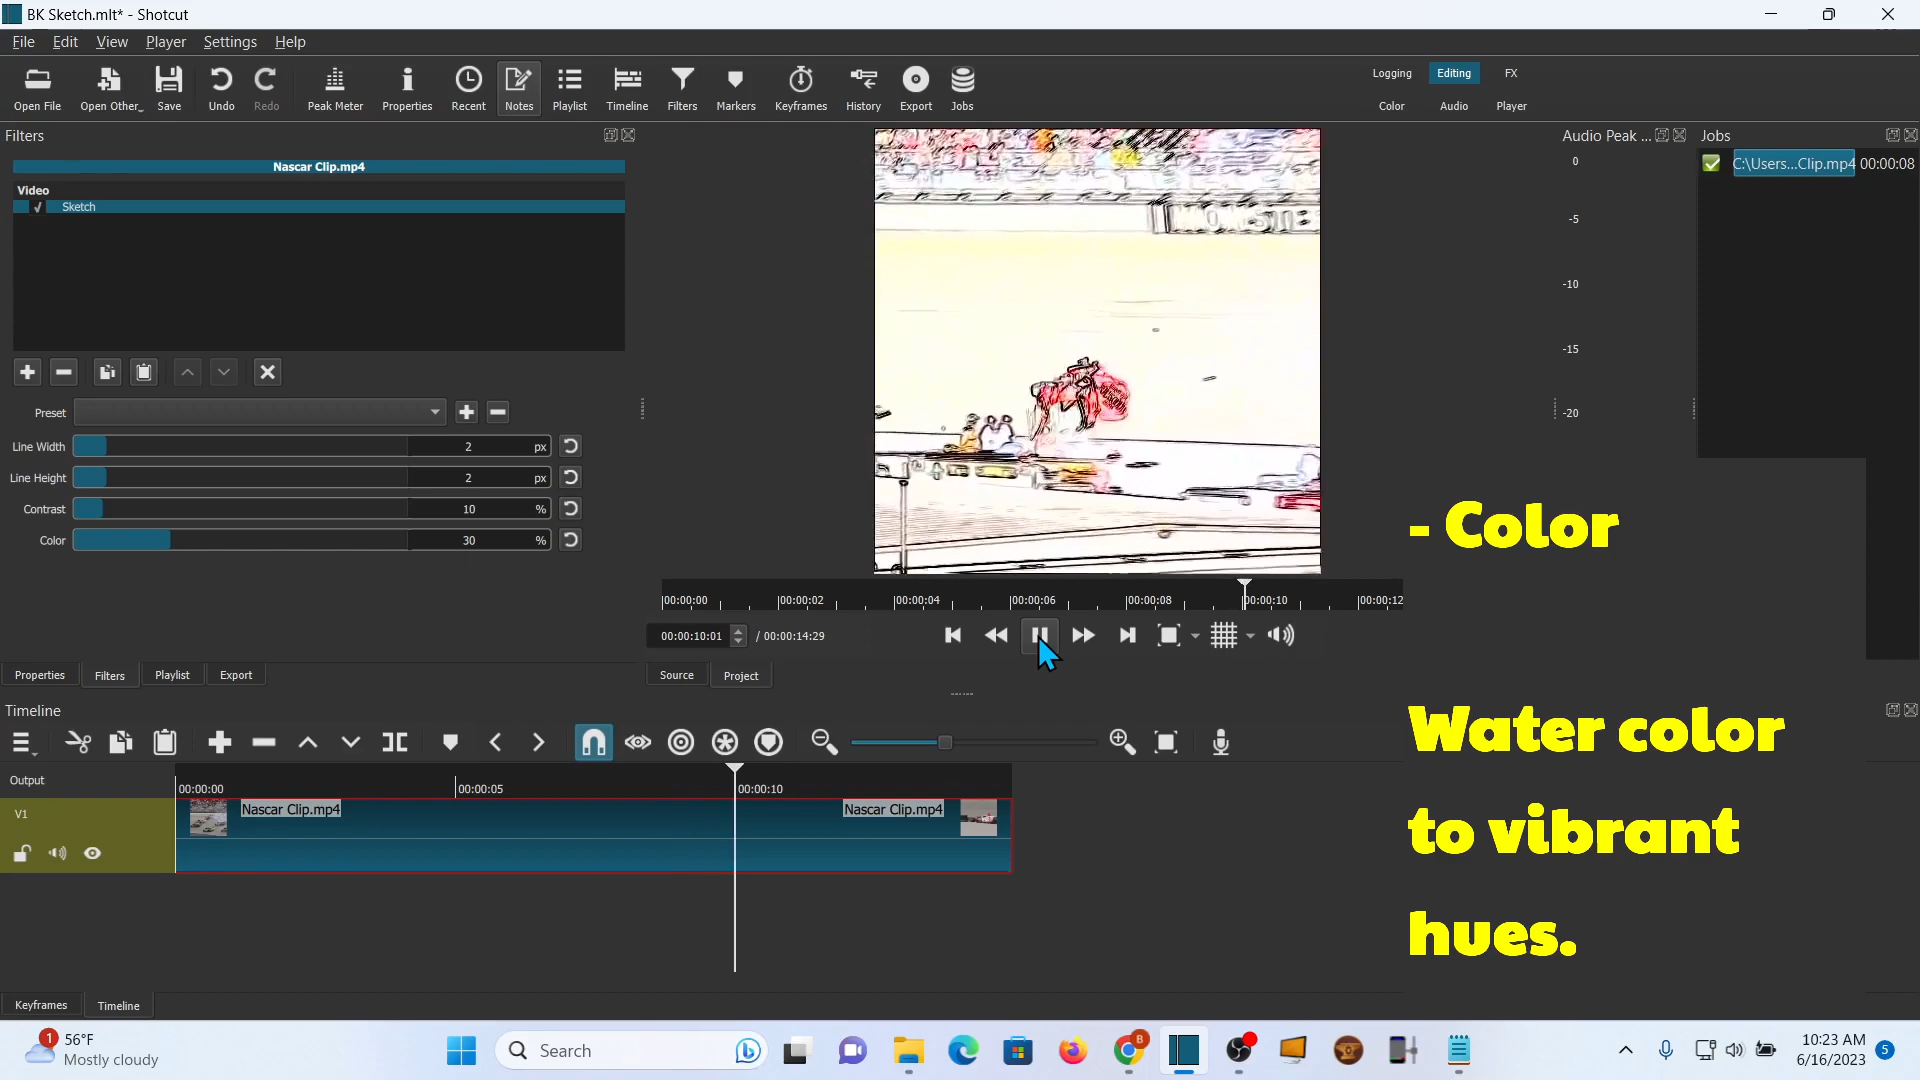 BK Sketch.mlt* - Shotcut
File Edit View Player Settings Help
Open File Open Other... Save Undo Redo Peak Meter Properties Recent Notes Playlist Timeline Filters Markers Keyframes History Export Jobs
Logging Editing FX
Color Audio Player
Filters
Audio Peak ...
Jobs
Nascar Clip.mp4
C:\Users...Clip.mp4 00:00:08
Video
Sketch
MONSTE
0
-5
-10
-15
-20
Preset
Line Width 2 px
Line Height 2 px
Contrast 10 %
Color 30 %
- Color
Water color
to vibrant
hues.
00:00:00 00:00:02 00:00:04 00:00:06 00:00:08 00:00:10 00:00:12
00:00:10:01 / 00:00:14:29
Properties Filters Playlist Export
Source Project
Timeline
Output
00:00:00 00:00:05 00:00:10
V1
Nascar Clip.mp4 Nascar Clip.mp4
Keyframes Timeline
1
56°F
Mostly cloudy
Search
B
10:23 AM
6/16/2023
5